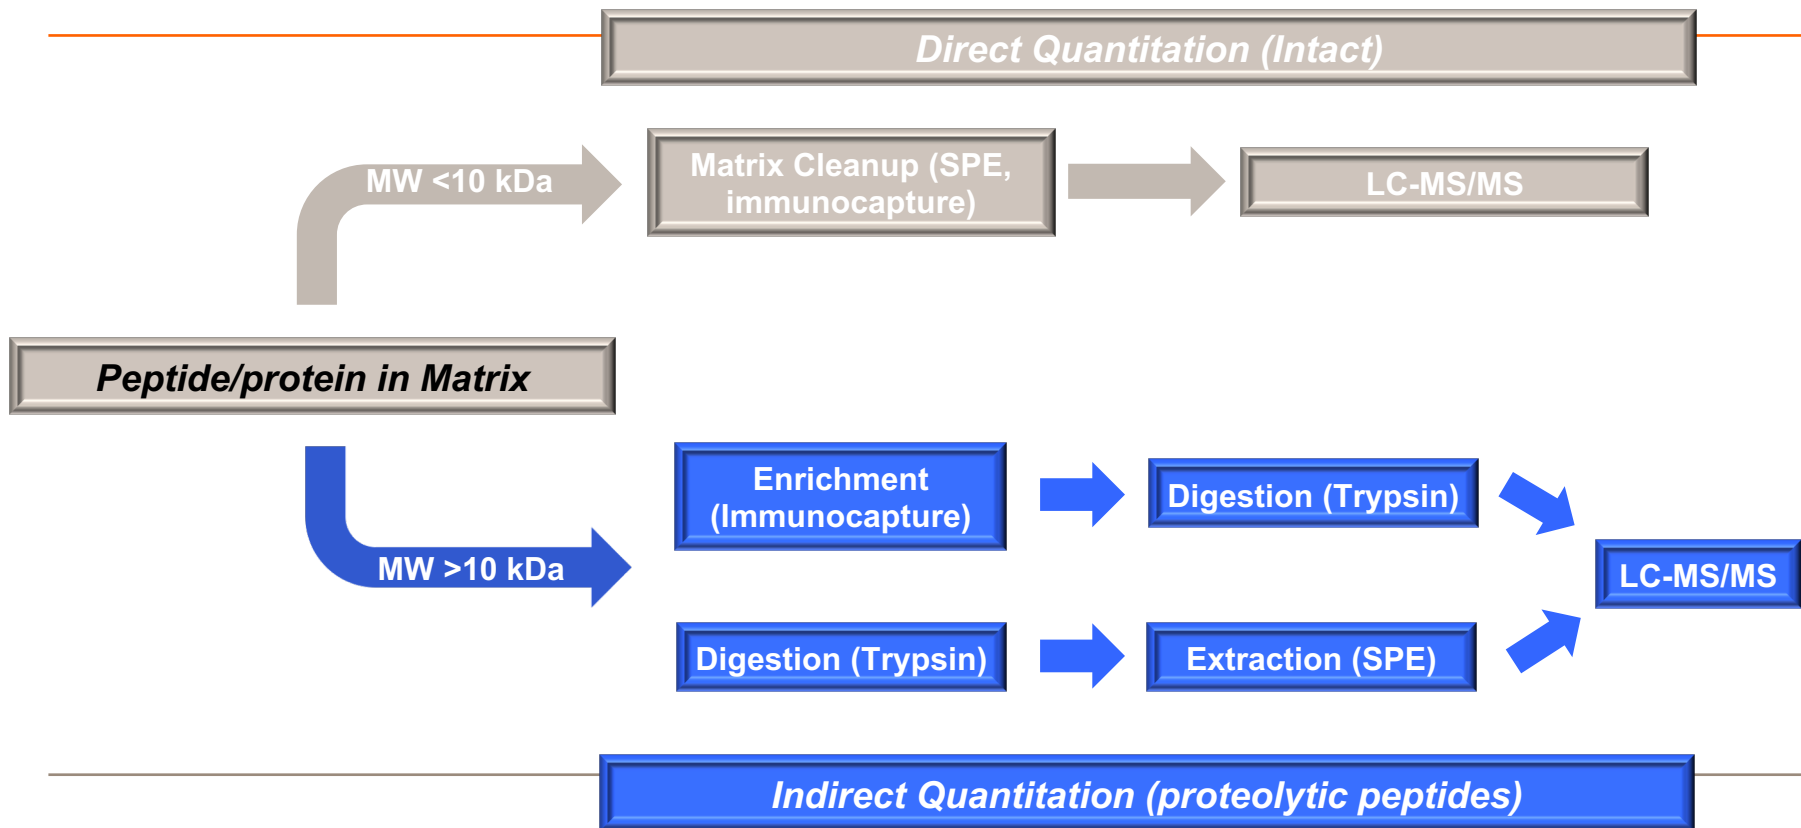 Direct Quantitation (Intact)
MW <10 kDa
Matrix Cleanup (SPE,
immunocapture)
LC-MS/MS
Peptide/protein in Matrix
MW >10 kDa
Enrichment
(Immunocapture)
Digestion (Trypsin)
LC-MS/MS
Digestion (Trypsin)
Extraction (SPE)
Indirect Quantitation (proteolytic peptides)